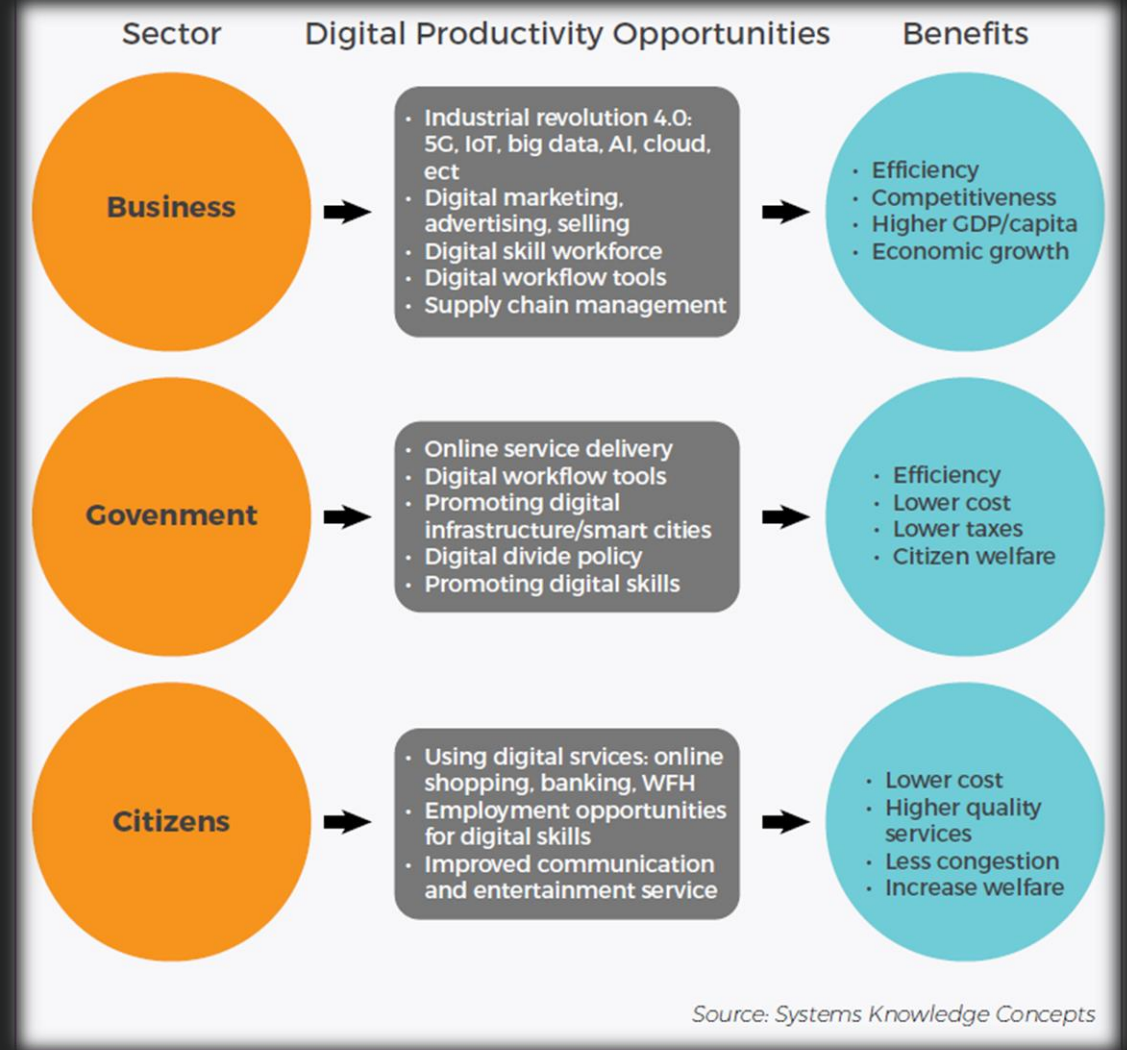 Sector Digital Productivity Opportunities Benefits
Business
• Industrial revolution 4.0:
5G, IoT, big data, AI, cloud,
ect
• Digital marketing,
advertising, selling
• Digital skill workforce
• Digital workflow tools
• Supply chain management
• Efficiency
• Competitiveness
• Higher GDP/capita
• Economic growth
Govenment
• Online service delivery
• Digital workflow tools
• Promoting digital
infrastructure/smart cities
• Digital divide policy
• Promoting digital skills
• Efficiency
• Lower cost
• Lower taxes
• Citizen welfare
Citizens
• Using digital srvices: online
shopping, banking, WFH
• Employment opportunities
for digital skills
• Improved communication
and entertainment service
• Lower cost
• Higher quality
services
• Less congestion
• Increase welfare
Source: Systems Knowledge Concepts